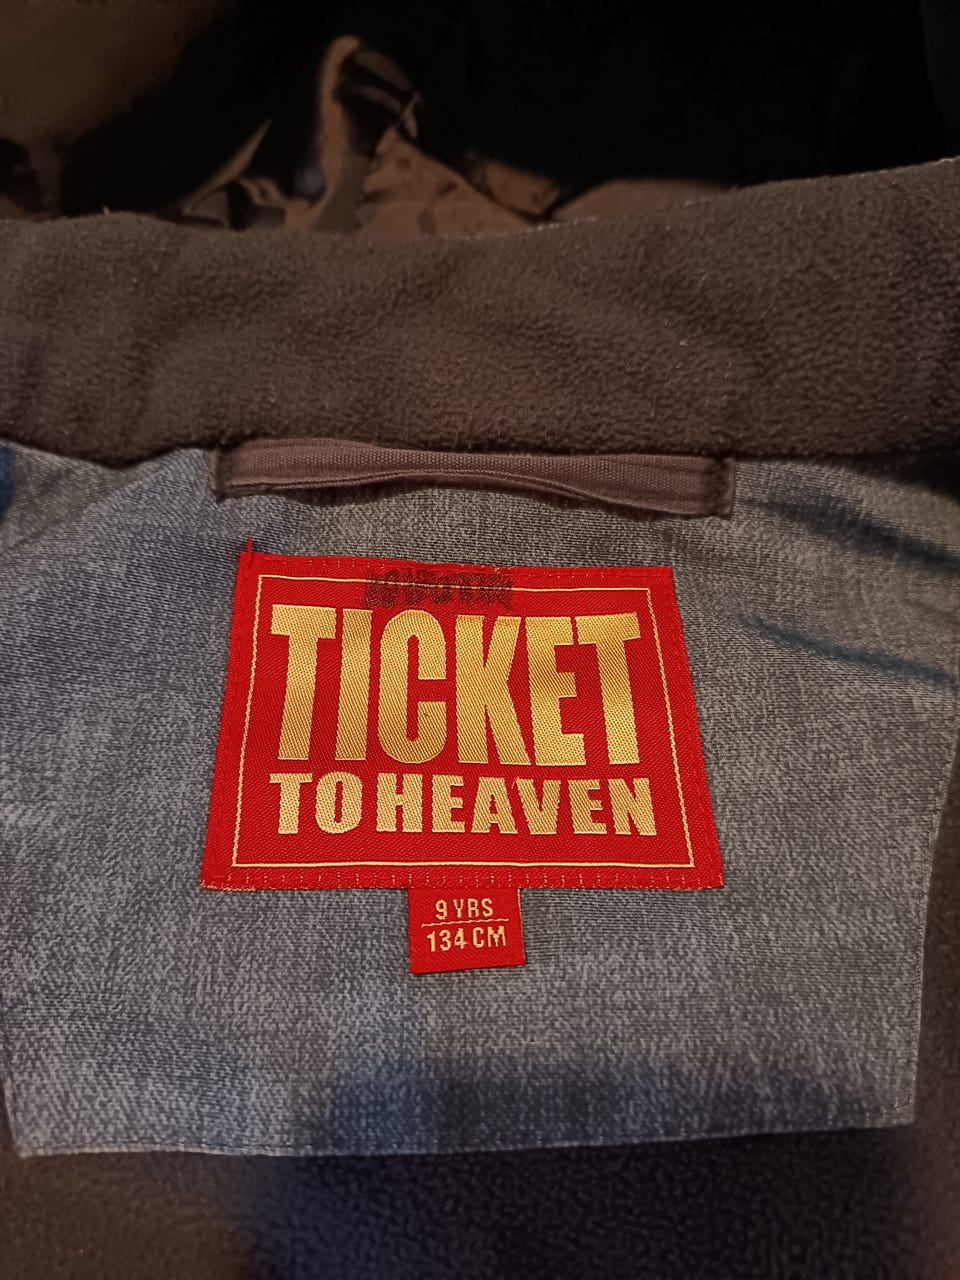 TICKET
TO HEAVEN
9 YRS
134 CM